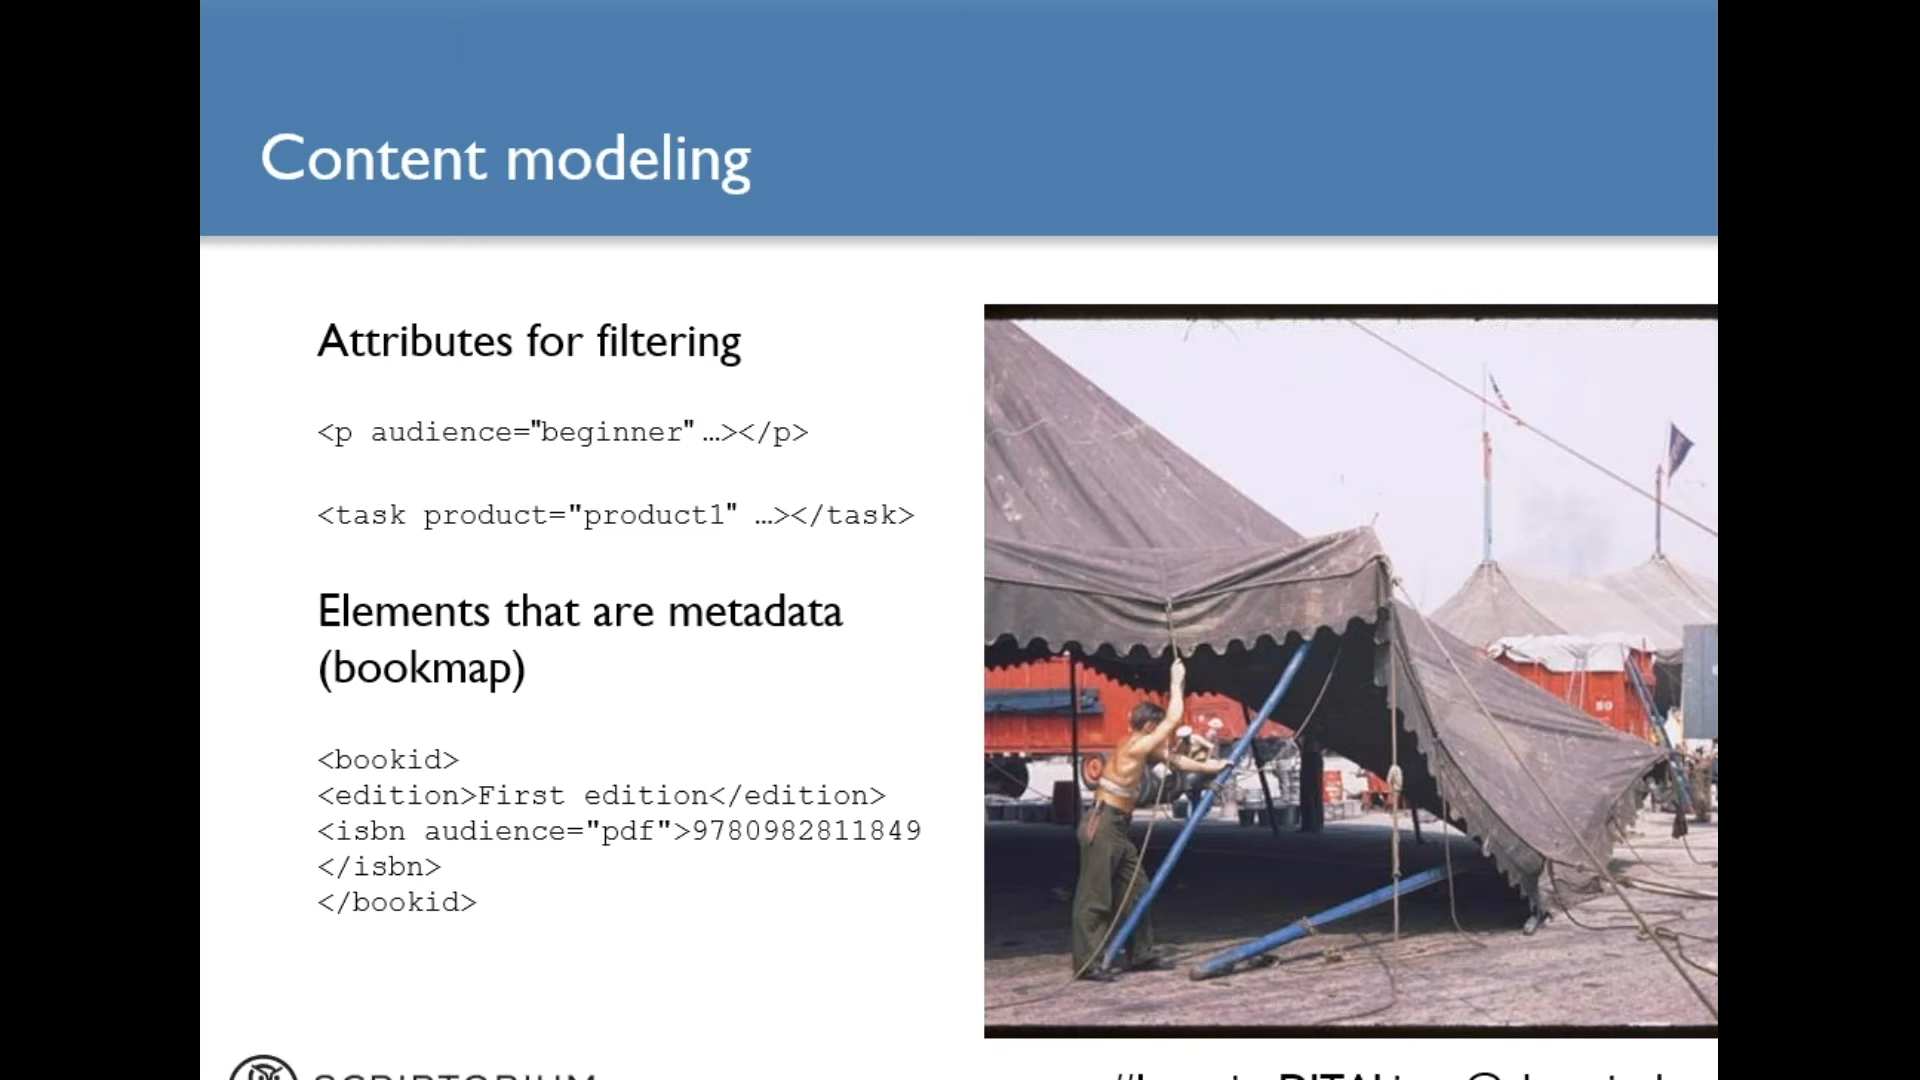 Content modeling
Attributes for filtering
<p audience="beginner" …></p>
<task product="product1" …></task>
Elements that are metadata
(bookmap)
<bookid>
<edition>First edition</edition>
<isbn audience="pdf">9780982811849
</isbn>
</bookid>
SCRIPTORIUM